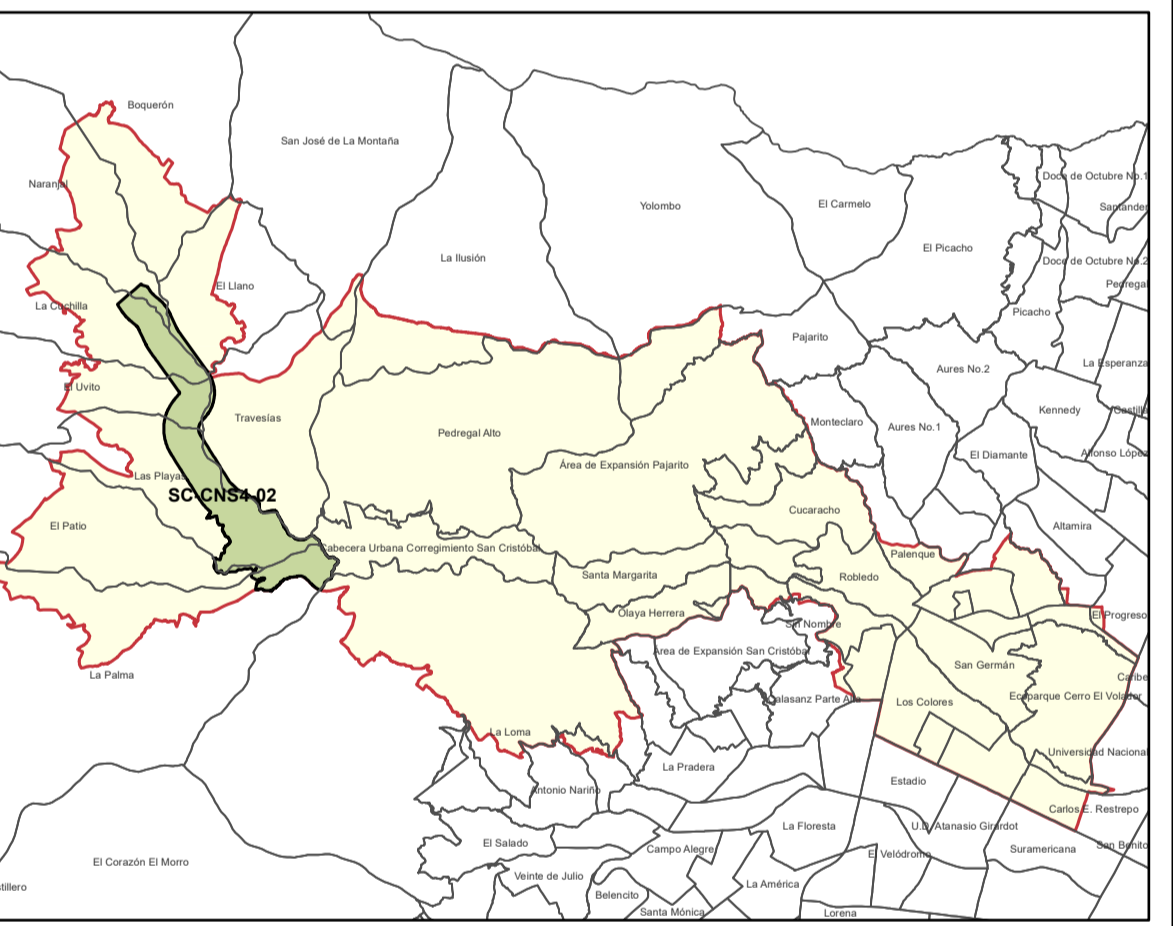 Boquerón
San José de La Montaña
Doce de Octubre No.1
Naranjal
Yolombo
El Carmelo
Santander
El Picacho
La Ilusión
Doce de Octubre No.2
El Llano
Pedregal
La Cuchilla
Picacho
Pajarito
La Esperanza
Aures No.2
El Uvito
Travesías
Kennedy
Castilla
Monteclaro
Aures No.1
Pedregal Alto
El Diamante
Alfonso López
Área de Expansión Pajarito
Las Playas
SC-CNS4-02
Cucaracho
El Patio
Altamira
Cabecera Urbana Corregimiento San Cristóbal
Palenque
Santa Margarita
Robledo
Olaya Herrera
El Progreso
Sin Nombre
Área de Expansión San Cristóbal
San Germán
La Palma
Caribe
Calasanz Parte Alta
Los Colores
Ecoparque Cerro El Volador
La Loma
Universidad Nacional
La Pradera
Estadio
Antonio Nariño
Carlos E. Restrepo
La Floresta
U.D. Atanasio Girardot
El Salado
Campo Alegre
Suramericana
San Benito
El Velódromo
El Corazón El Morro
Veinte de Julio
La América
tillero
Belencito
Santa Mónica
Lorena